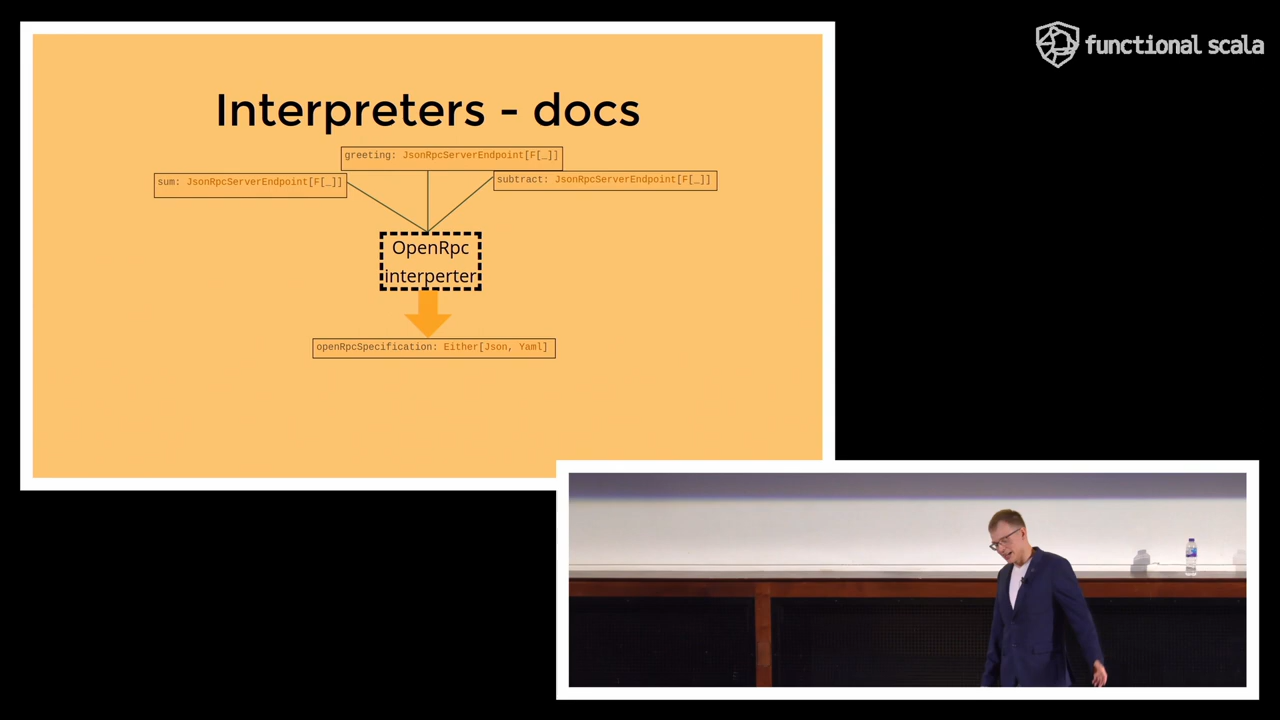 functional scala
Interpreters - docs
greeting: JsonRpcServerEndpoint[F[_]]
sum: JsonRpcServerEndpoint[F[_]]
subtract: JsonRpcServerEndpoint[F[_]]
OpenRpc
interperter
openRpcSpecification: Either[Json, Yaml]